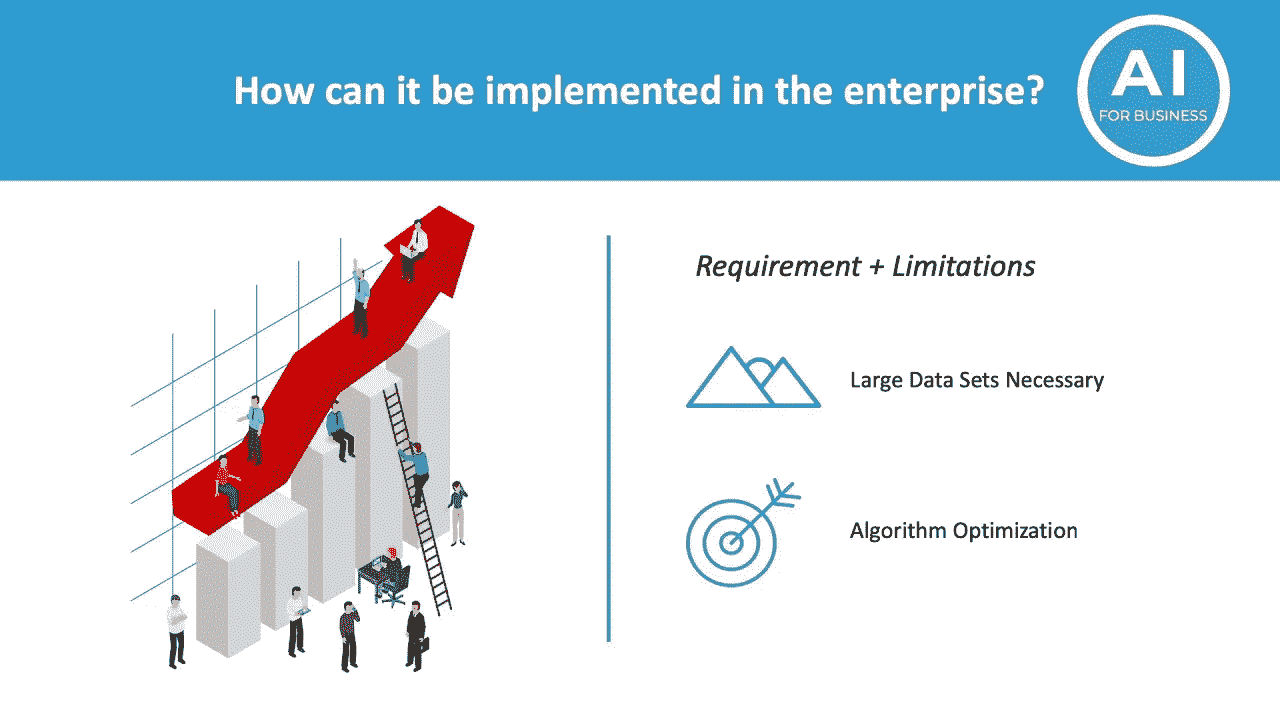 How can it be implemented in the enterprise?
AI
FOR BUSINESS
Requirement + Limitations
Large Data Sets Necessary
Algorithm Optimization